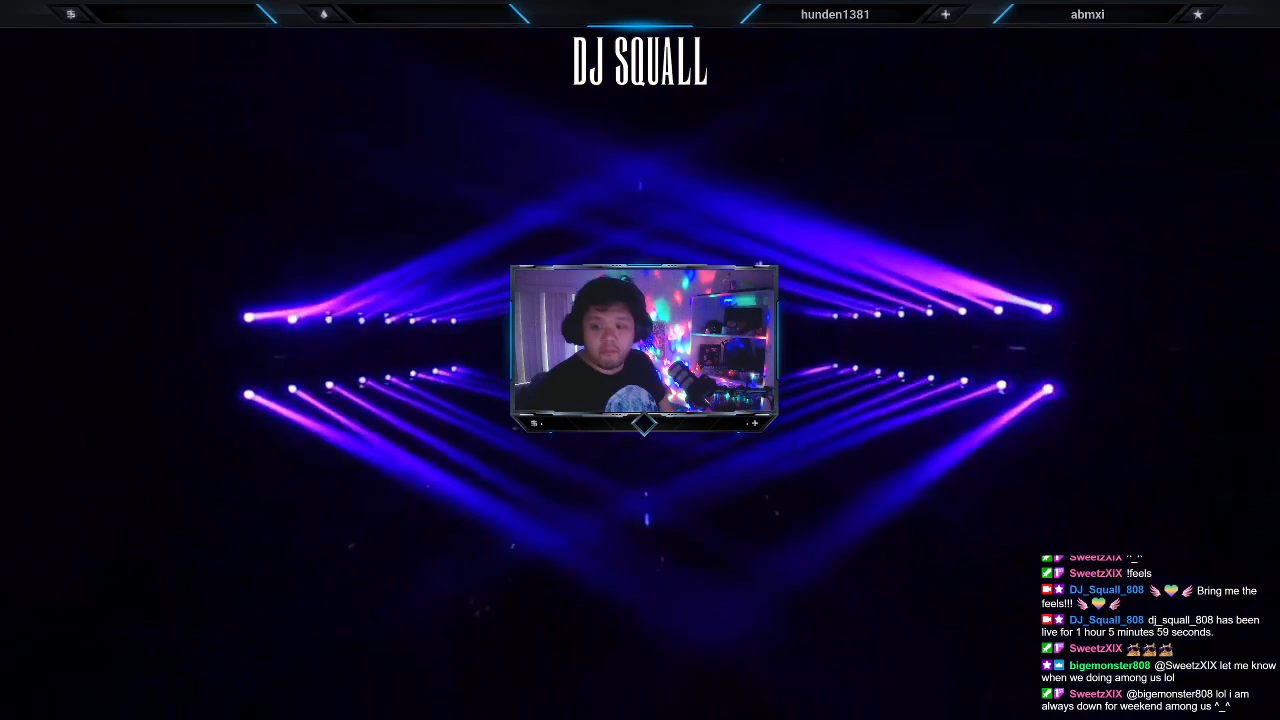 hunden1381
abmxi
DJ SQUALL
SweetzXIX ^_^
SweetzXIX !feels
DJ_Squall_808 Bring me the
feels!!!
DJ_Squall_808 dj_squall_808 has been
live for 1 hour 5 minutes 59 seconds.
SweetzXIX
bigemonster808 @SweetzXIX let me know
when we doing among us lol
SweetzXIX @bigemonster808 lol i am
always down for weekend among us ^_^